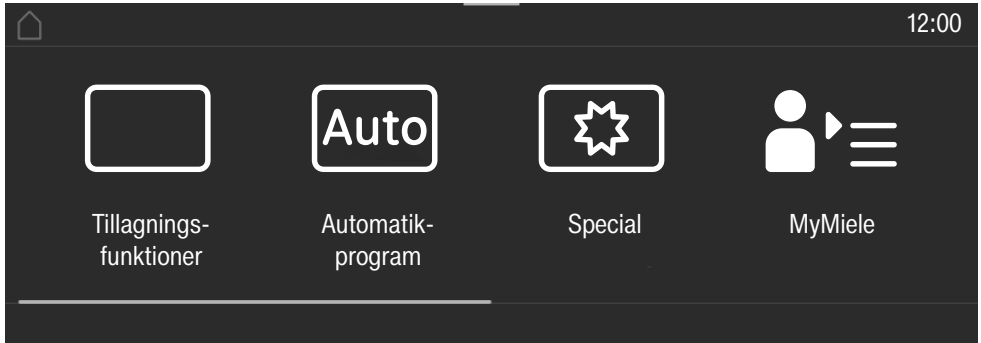 12:00
Auto
Tillagnings-
funktioner
Automatik-
program
Special
MyMiele